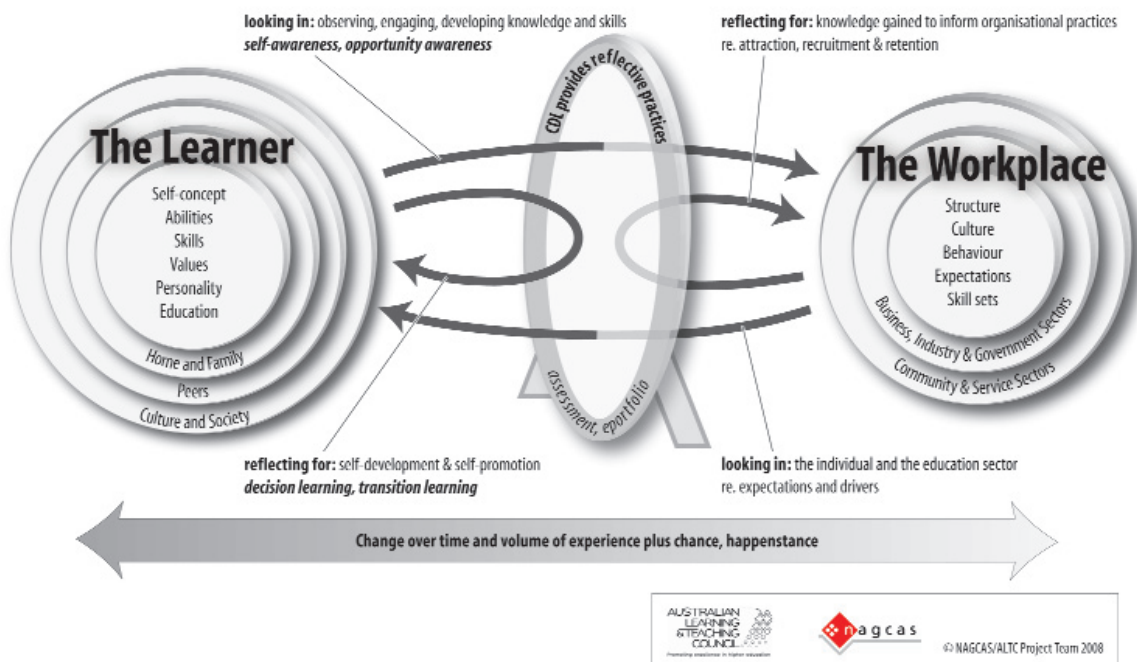 looking in: observing, engaging, developing knowledge and skills
self-awareness, opportunity awareness
reflecting for: knowledge gained to inform organisational practices
re. attraction, recruitment & retention
CDL provides reflective practices
The Learner
Self-concept
Abilities
Skills
Values
Personality
Education
Home and Family
Peers
Culture and Society
The Workplace
Structure
Culture
Behaviour
Expectations
Skill sets
Business, Industry & Government Sectors
Community & Service Sectors
assessment, eportfolio
reflecting for: self-development & self-promotion
decision learning, transition learning
looking in: the individual and the education sector
re. expectations and drivers
Change over time and volume of experience plus chance, happenstance
AUSTRALIAN
LEARNING
&TEACHING
COUNCIL
Promoting excellence in higher education
nagcas
© NAGCAS/ALTC Project Team 2008